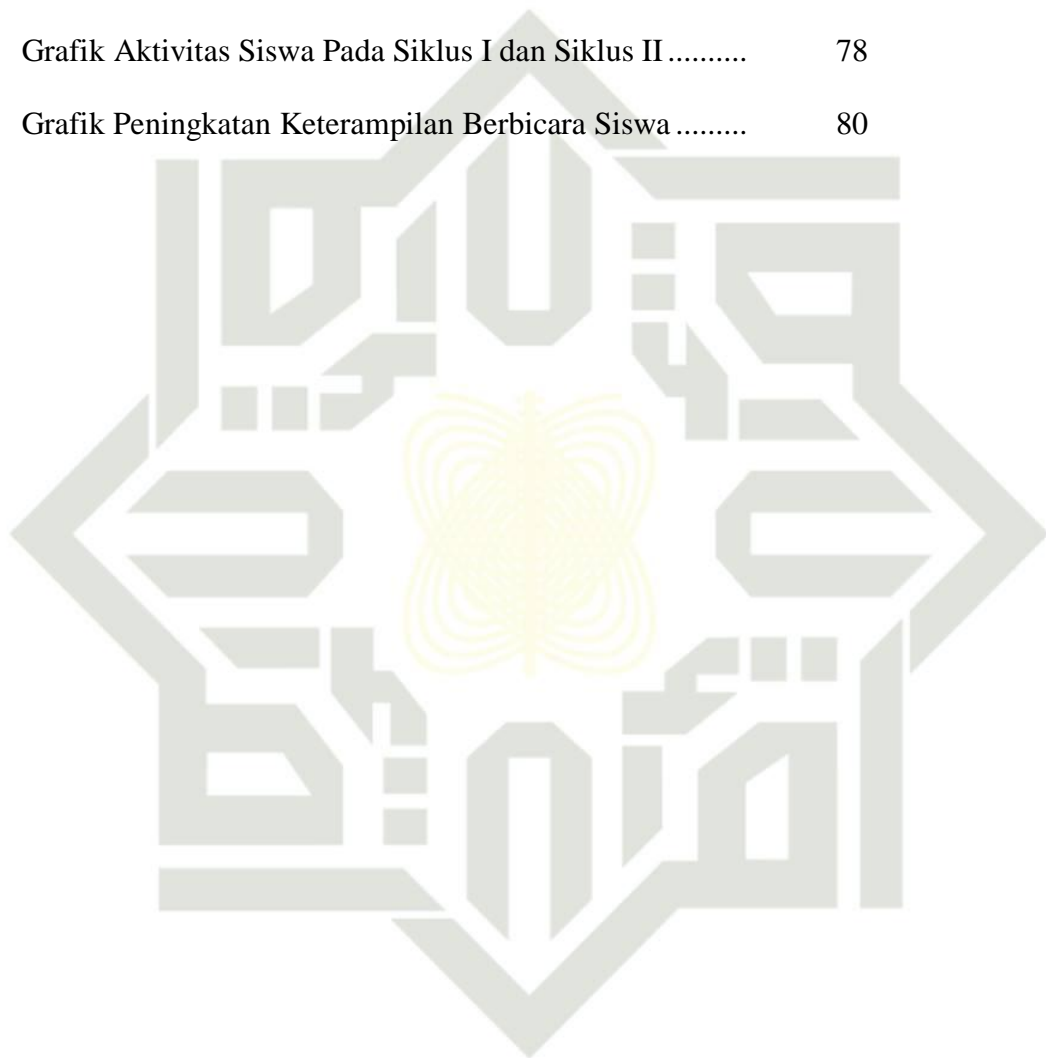 Grafik Aktivitas Siswa Pada Siklus I dan Siklus II .......... 78
Grafik Peningkatan Keterampilan Berbicara Siswa ......... 80